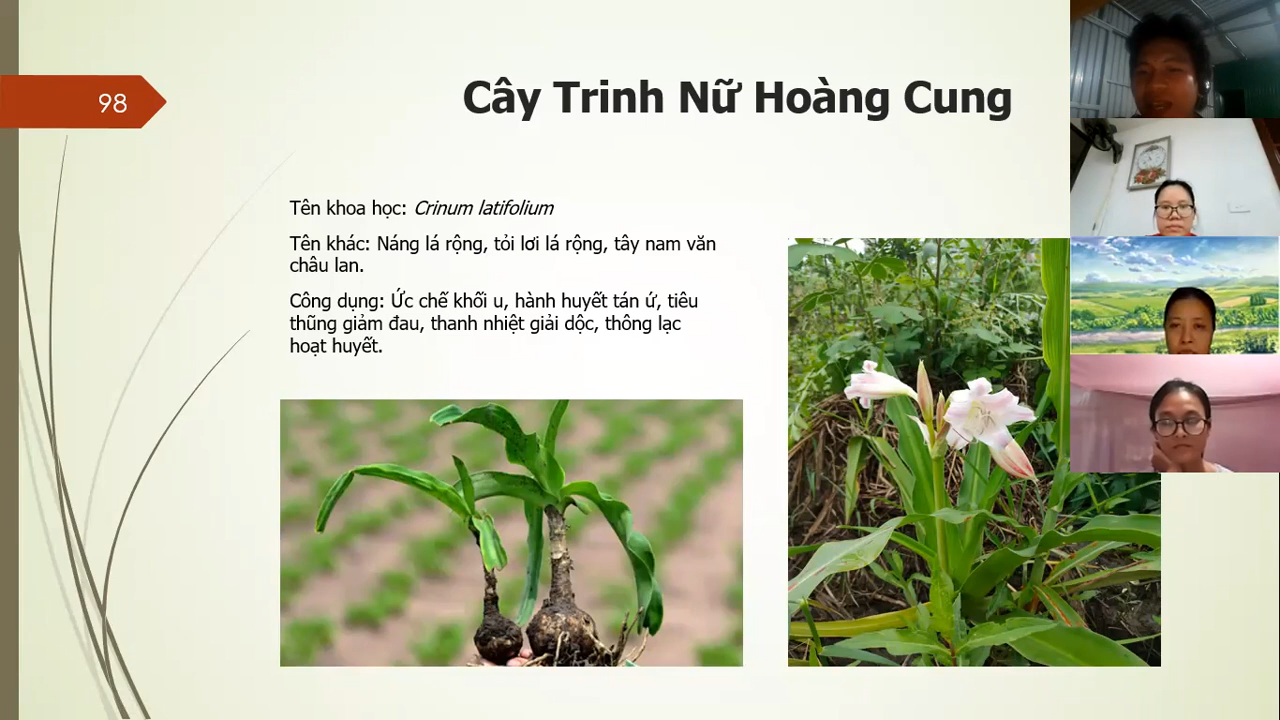 98
Cây Trinh Nữ Hoàng Cung
Tên khoa học: Crinum latifolium
Tên khác: Náng lá rộng, tỏi lơi lá rộng, tây nam văn
châu lan.
Công dụng: Ức chế khối u, hành huyết tán ứ, tiêu
thũng giảm đau, thanh nhiệt giải dộc, thông lạc
hoạt huyết.